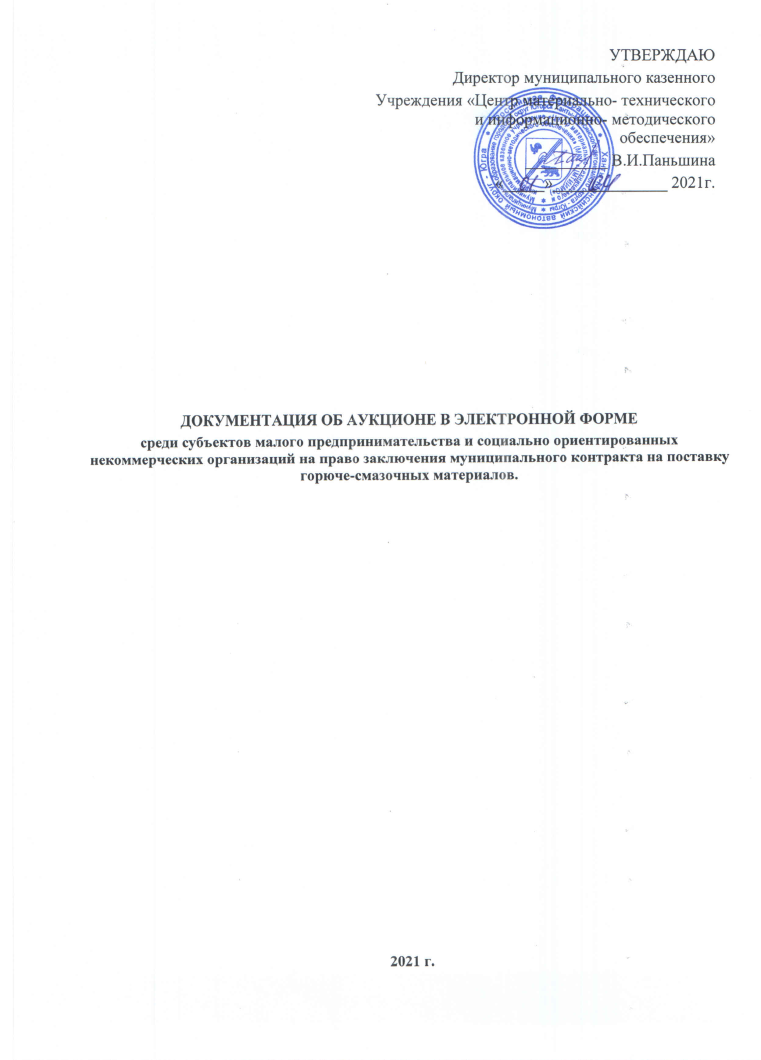 УТВЕРЖДАЮ
Директор муниципального казенного
Учреждения «Центр материально- технического
и информационно- методического
обеспечения»
В.И.Паньшина
« » 2021г.
ДОКУМЕНТАЦИЯ ОБ АУКЦИОНЕ В ЭЛЕКТРОННОЙ ФОРМЕ
среди субъектов малого предпринимательства и социально ориентированных
некоммерческих организаций на право заключения муниципального контракта на поставку
горюче-смазочных материалов.
2021 г.